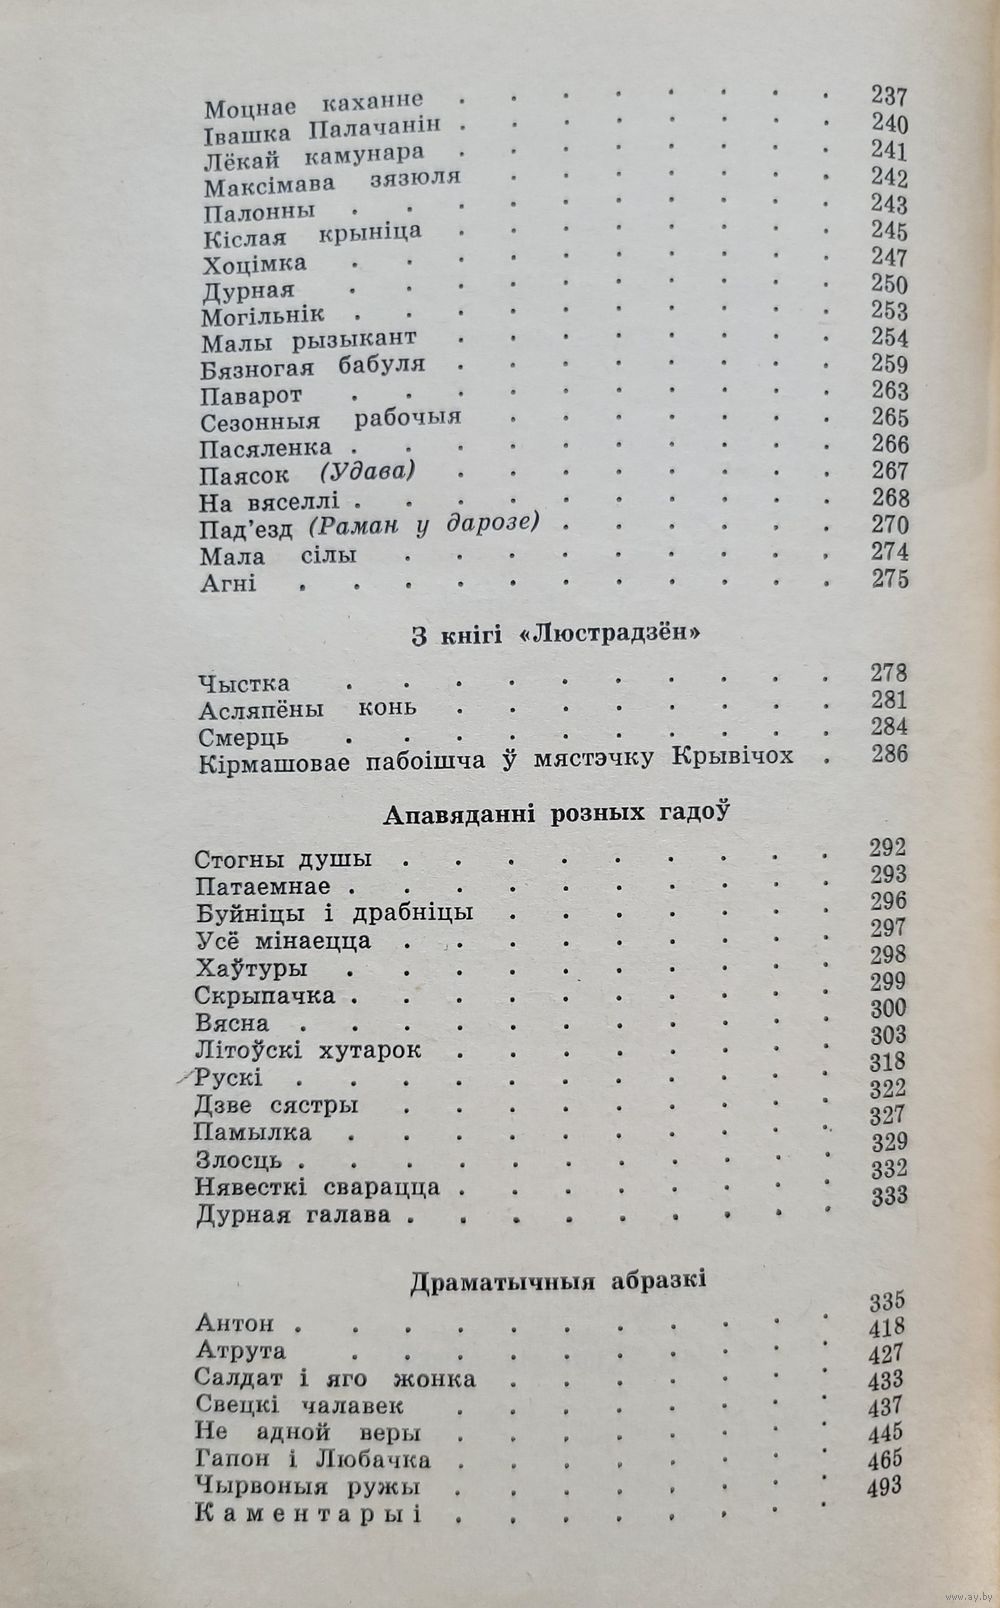 Моцнае каханне . . . . . . . . 237
Івашка Палачанін . . . . . . . . 240
Лёкай камунара . . . . . . . . 241
Максімава зязюля . . . . . . . 242
Палонны . . . . . . . . . . 243
Кіслая крыніца . . . . . . . . 245
Хоцімка . . . . . . . . . . 247
Дурная . . . . . . . . . . 250
Могільнік . . . . . . . . . . 253
Малы рызыкант . . . . . . . . 254
Бязногая бабуля . . . . . . . . 259
Паварот . . . . . . . . . . 263
Сезонныя рабочыя . . . . . . . 265
Пасяленка . . . . . . . . . . 266
Паясок (Удава) . . . . . . . . 267
На вяселлі . . . . . . . . . . 268
Пад’езд (Раман у дарозе) . . . . . . 270
Мала сілы . . . . . . . . . 274
Агні . . . . . . . . . . . 275
З кнігі «Люстрадзён»
Чыстка . . . . . . . . . . 278
Асляпёны конь . . . . . . . . 281
Смерць . . . . . . . . . . 284
Кірмашовае пабоішча ў мястэчку Крывічох . 286
Апавяданні розных гадоў
Стогны душы . . . . . . . . . 292
Патаемнае . . . . . . . . . . 293
Буйніцы і драбніцы . . . . . . . 296
Усё мінаецца . . . . . . . . . 297
Хаўтуры . . . . . . . . . . 298
Скрыпачка . . . . . . . . . . 299
Вясна . . . . . . . . . . . 300
Літоўскі хутарок . . . . . . . . 303
Рускі . . . . . . . . . . . 318
Дзве сястры . . . . . . . . . 322
Памылка . . . . . . . . . . 327
Злосць . . . . . . . . . . . 329
Нявесткі сварацца . . . . . . . . 332
Дурная галава . . . . . . . . . 333
Драматычныя абразкі
Антон . . . . . . . . . . . 335
Атрута . . . . . . . . . . 418
Салдат і яго жонка . . . . . . . 427
Свецкі чалавек . . . . . . . . 433
Не адной веры . . . . . . . . 437
Гапон і Любачка . . . . . . . . 445
Чырвоныя ружы . . . . . . . . 465
Каментарыі . . . . . . . . 493
www.ay.by